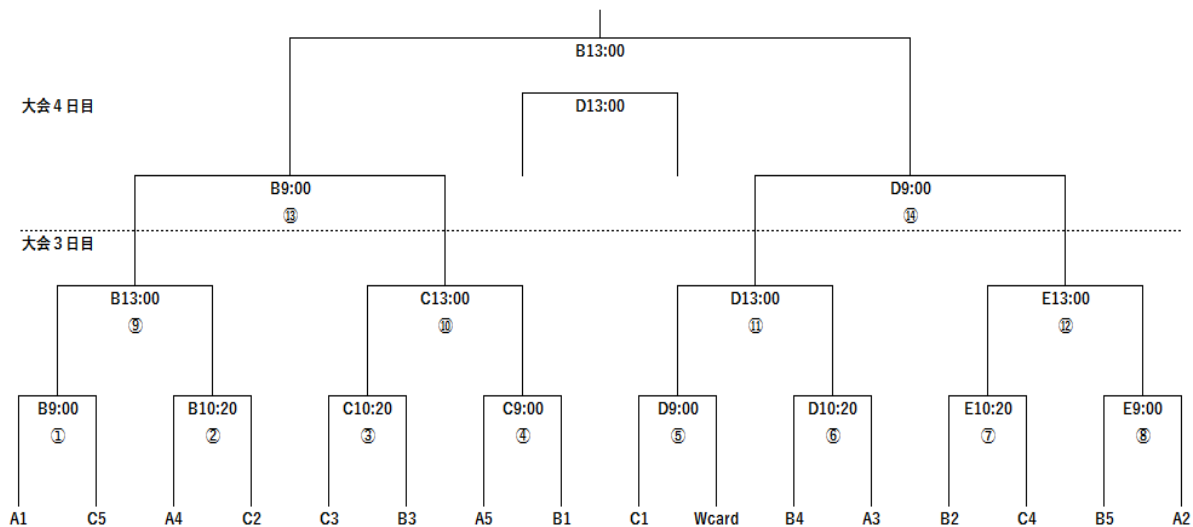 B13:00
大会4日目
D13:00
B9:00
D9:00
⑬
⑭
大会3日目
B13:00
C13:00
D13:00
E13:00
⑨
⑩
⑪
⑫
B9:00
B10:20
C10:20
C9:00
D9:00
D10:20
E10:20
E9:00
①
②
③
④
⑤
⑥
⑦
⑧
A1 C5 A4 C2 C3 B3 A5 B1 C1 Wcard B4 A3 B2 C4 B5 A2